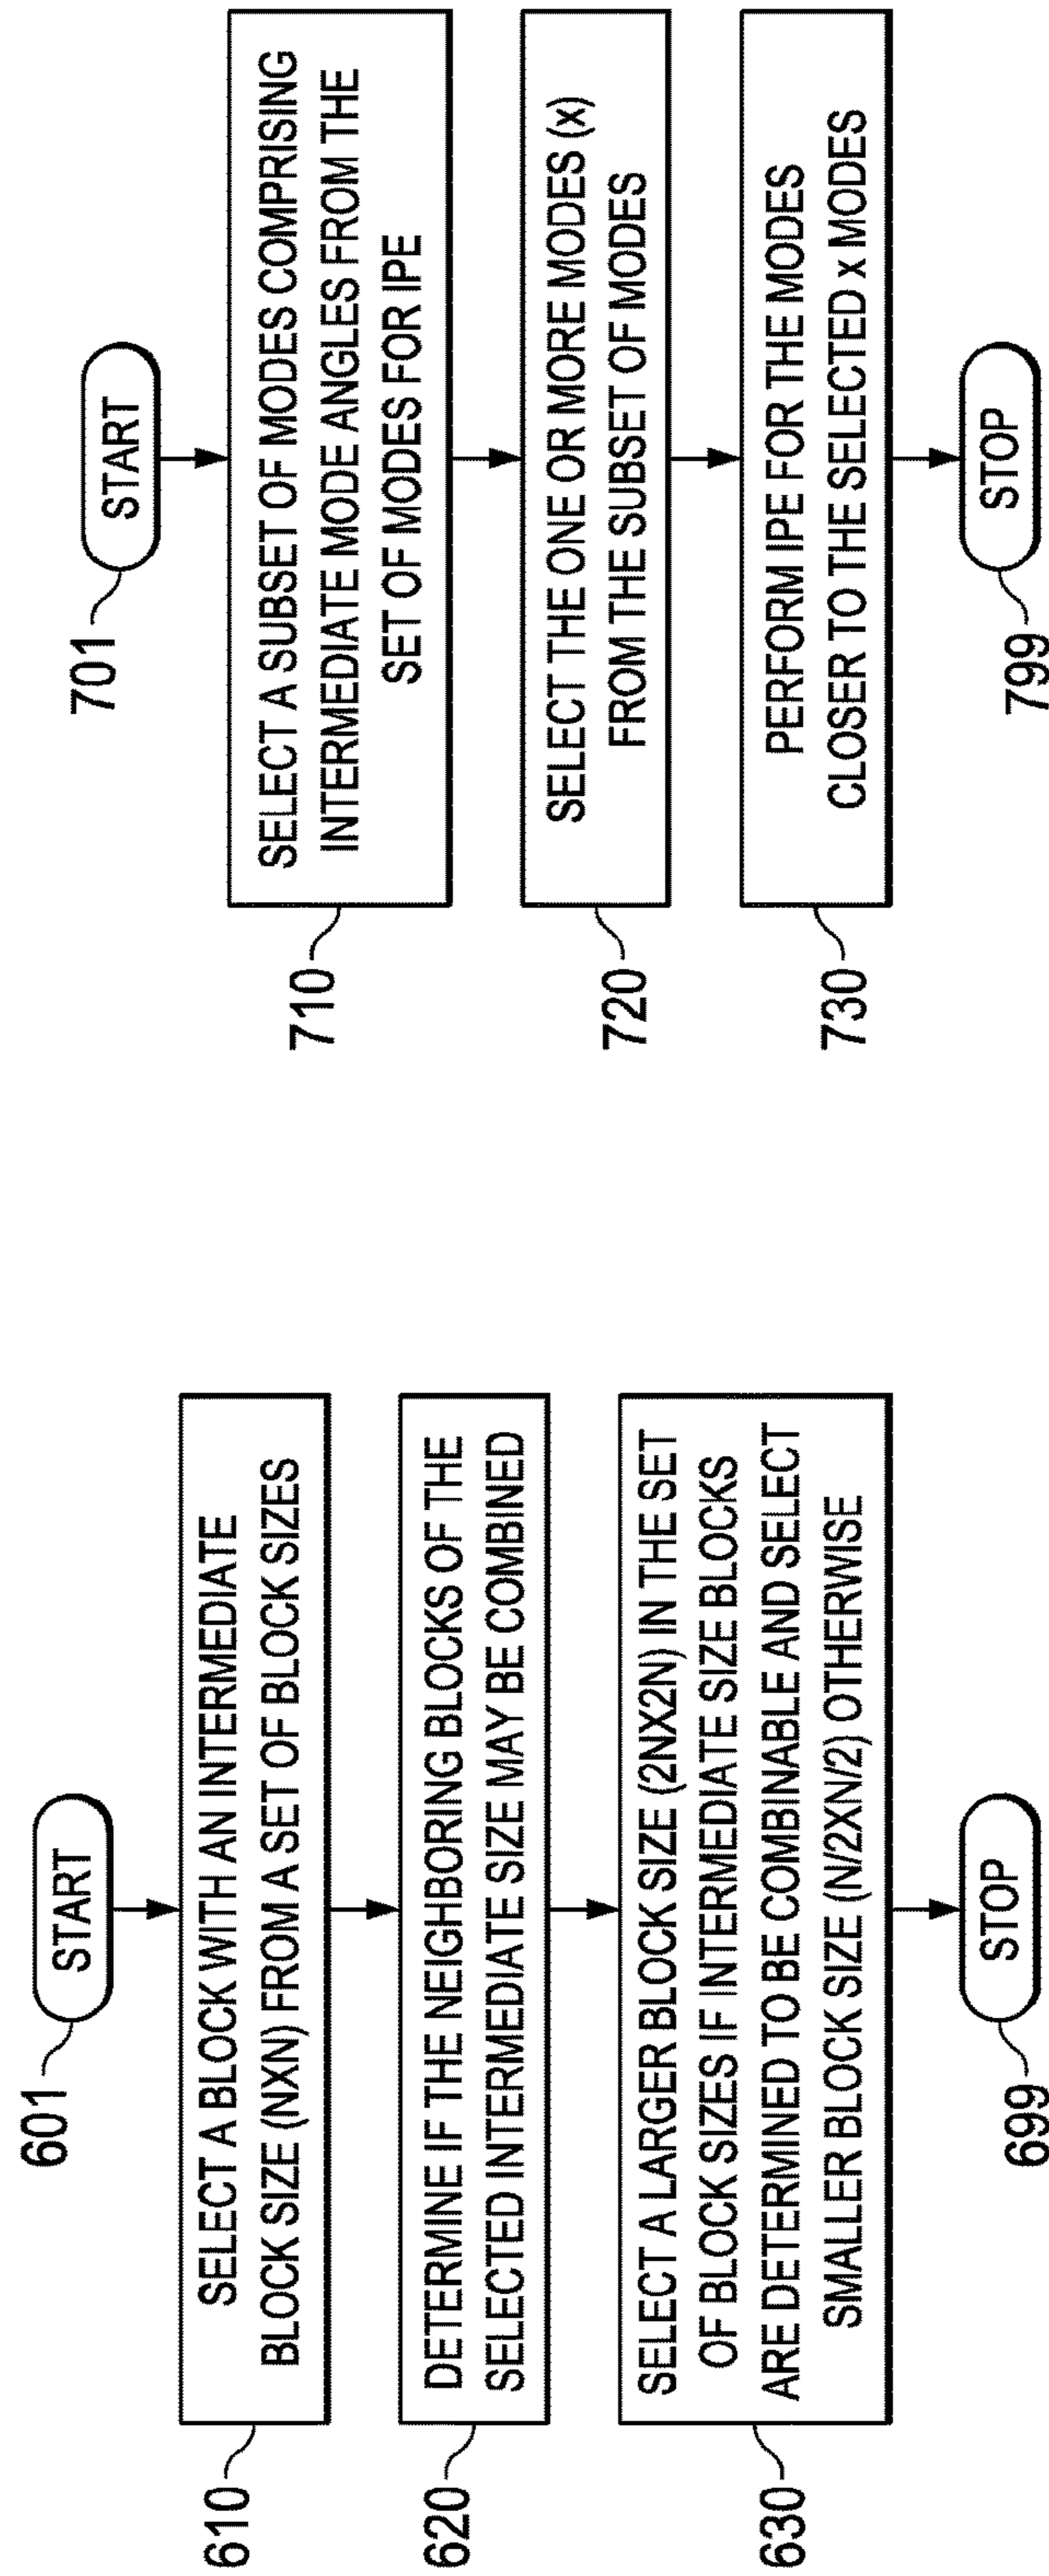 601
START
610
SELECT A BLOCK WITH AN INTERMEDIATE
BLOCK SIZE (NXN) FROM A SET OF BLOCK SIZES
620
DETERMINE IF THE NEIGHBORING BLOCKS OF THE
SELECTED INTERMEDIATE SIZE MAY BE COMBINED
630
SELECT A LARGER BLOCK SIZE (2NX2N) IN THE SET
OF BLOCK SIZES IF INTERMEDIATE SIZE BLOCKS
ARE DETERMINED TO BE COMBINABLE AND SELECT
SMALLER BLOCK SIZE (N/2XN/2) OTHERWISE
699
STOP
701
START
710
SELECT A SUBSET OF MODES COMPRISING
INTERMEDIATE MODE ANGLES FROM THE
SET OF MODES FOR IPE
720
SELECT THE ONE OR MORE MODES (x)
FROM THE SUBSET OF MODES
730
PERFORM IPE FOR THE MODES
CLOSER TO THE SELECTED x MODES
799
STOP